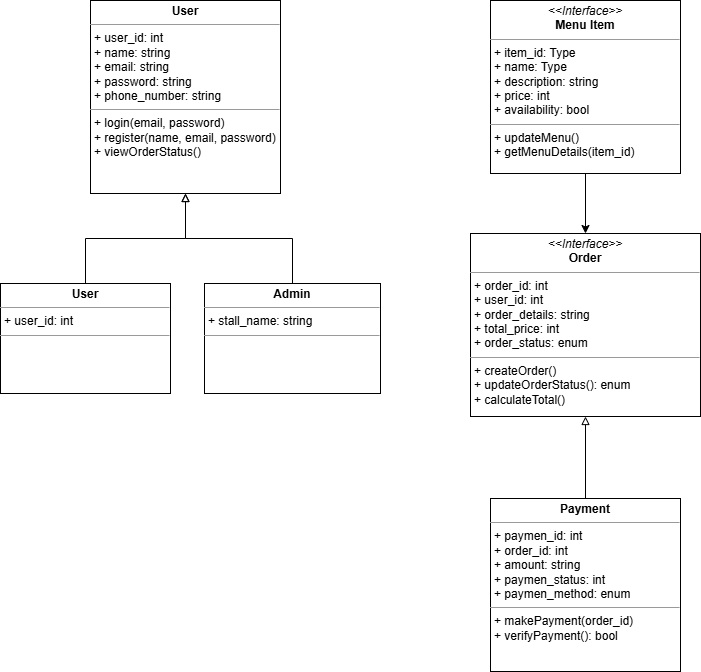 User
+ user_id: int
+ name: string
+ email: string
+ password: string
+ phone_number: string
+ login(email, password)
+ register(name, email, password)
+ viewOrderStatus()
User
+ user_id: int
Admin
+ stall_name: string
<<Interface>>
Menu Item
+ item_id: Type
+ name: Type
+ description: string
+ price: int
+ availability: bool
+ updateMenu()
+ getMenuDetails(item_id)
<<Interface>>
Order
+ order_id: int
+ user_id: int
+ order_details: string
+ total_price: int
+ order_status: enum
+ createOrder()
+ updateOrderStatus(): enum
+ calculateTotal()
Payment
+ paymen_id: int
+ order_id: int
+ amount: string
+ paymen_status: int
+ paymen_method: enum
+ makePayment(order_id)
+ verifyPayment(): bool